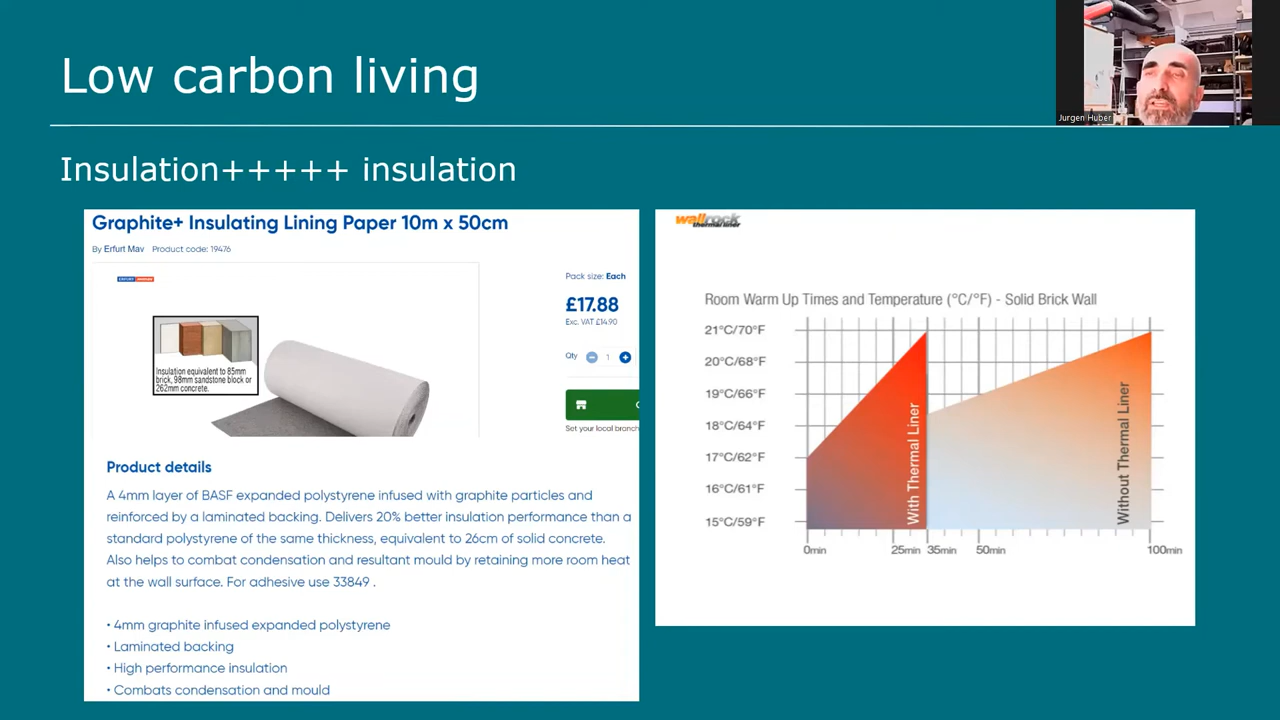 Low carbon living
Jurgen Huber
Insulation+++++ insulation
Graphite+ Insulating Lining Paper 10m x 50cm
By Erfurt Mav Product code: 19476
ERFURT
Insulation equivalent to 85mm
brick, 98mm sandstone block or
262mm concrete.
Pack size: Each
£17.88
Exc. VAT £14.90
Qty 1
C
Set your local branch
Product details
A 4mm layer of BASF expanded polystyrene infused with graphite particles and
reinforced by a laminated backing. Delivers 20% better insulation performance than a
standard polystyrene of the same thickness, equivalent to 26cm of solid concrete.
Also helps to combat condensation and resultant mould by retaining more room heat
at the wall surface. For adhesive use 33849 .
• 4mm graphite infused expanded polystyrene
• Laminated backing
• High performance insulation
• Combats condensation and mould
wallrock
thermal liner
Room Warm Up Times and Temperature (°C/°F) - Solid Brick Wall
21°C/70°F
20°C/68°F
19°C/66°F
18°C/64°F
17°C/62°F
16°C/61°F
15°C/59°F
With Thermal Liner
Without Thermal Liner
0min 25min 35min 50min 100min